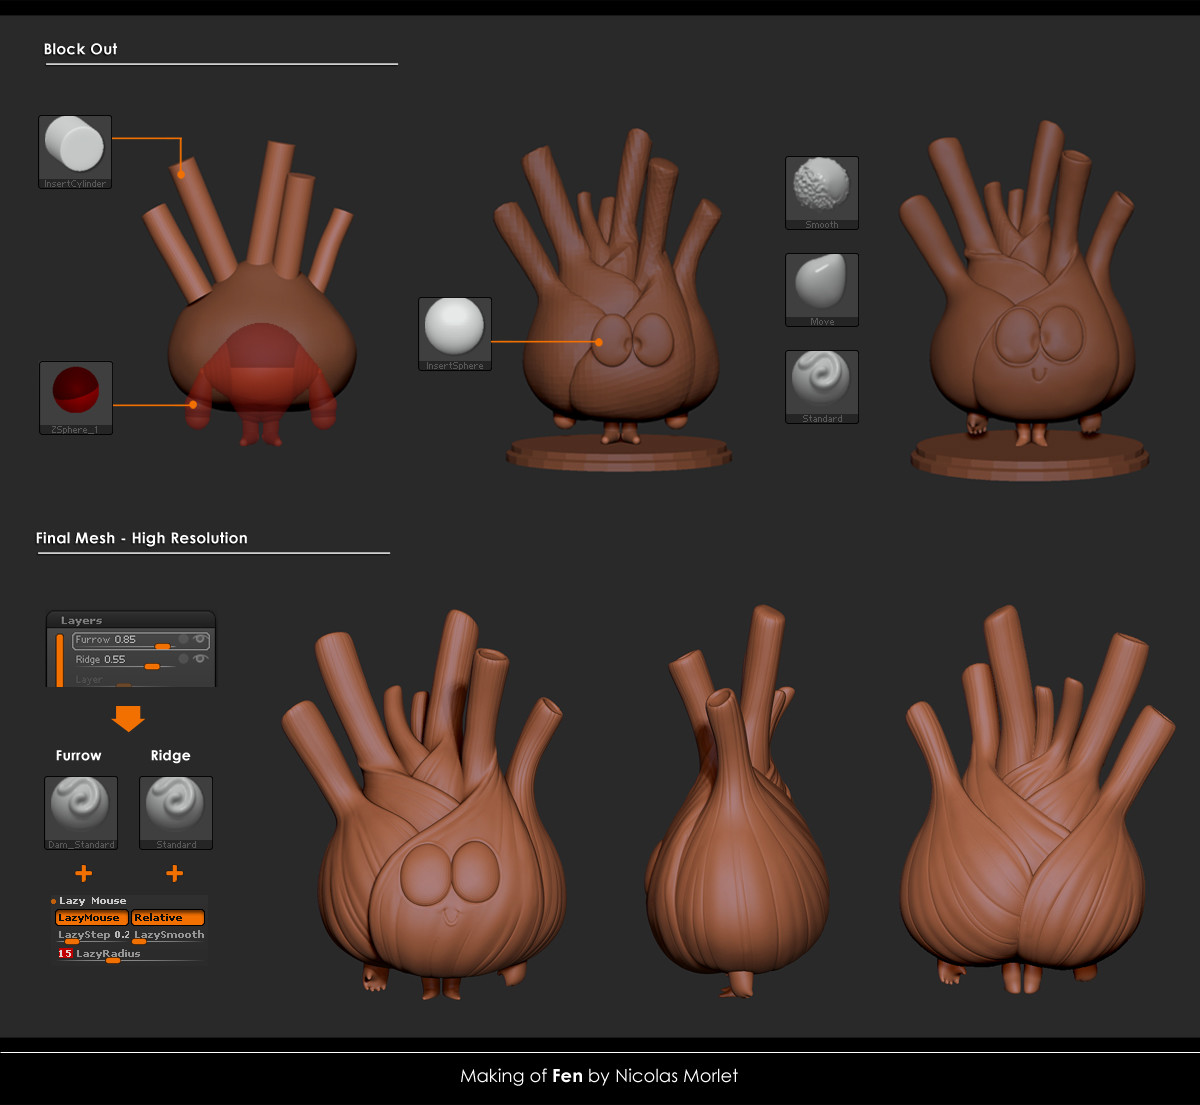 Block Out
InsertCylinder
ZSphere_1
InsertSphere
Smooth
Move
Standard
Final Mesh - High Resolution
Layers
Furrow 0.85
Ridge 0.55
Layer
Furrow
Ridge
Dam_Standard
Standard
+
+
Lazy Mouse
LazyMouse
Relative
LazyStep 0.2
LazySmooth
15 LazyRadius
Making of Fen by Nicolas Morlet